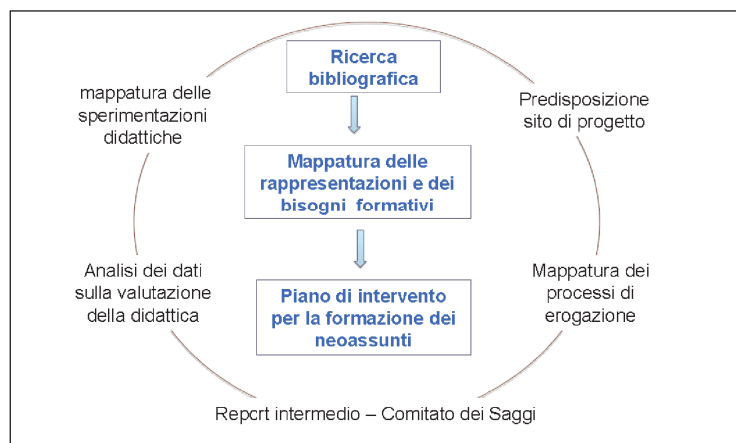 Ricerca
bibliografica
mappatura delle
sperimentazioni
didattiche
Predisposizione
sito di progetto
Mappatura delle
rappresentazioni e dei
bisogni formativi
Analisi dei dati
sulla valutazione
della didattica
Mappatura dei
processi di
erogazione
Piano di intervento
per la formazione dei
neoassunti
Report intermedio – Comitato dei Saggi